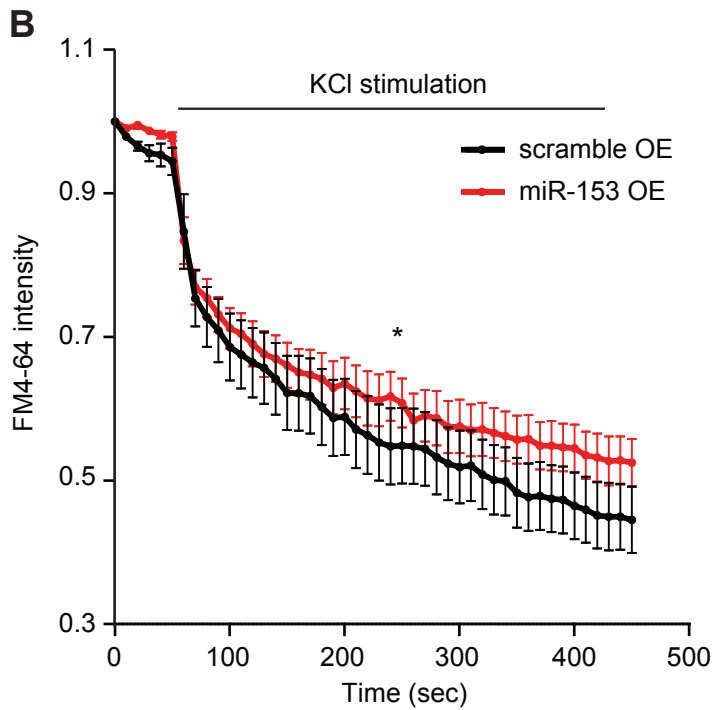 B
1.1
KCl stimulation
scramble OE
miR-153 OE
0.9
FM4-64 intensity
0.7
*
0.5
0.3
0 100 200 300 400 500
Time (sec)